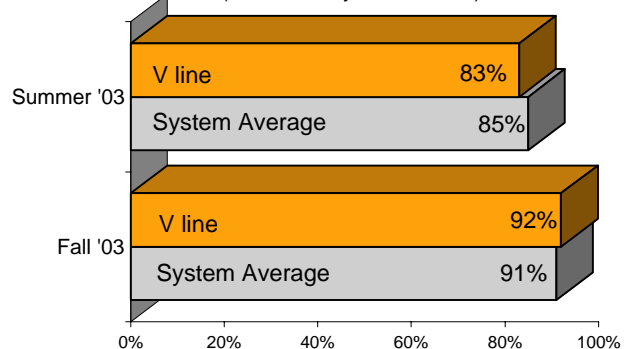 V line 83%
Summer '03
System Average 85%
V line 92%
Fall '03
System Average 91%
0% 20% 40% 60% 80% 100%